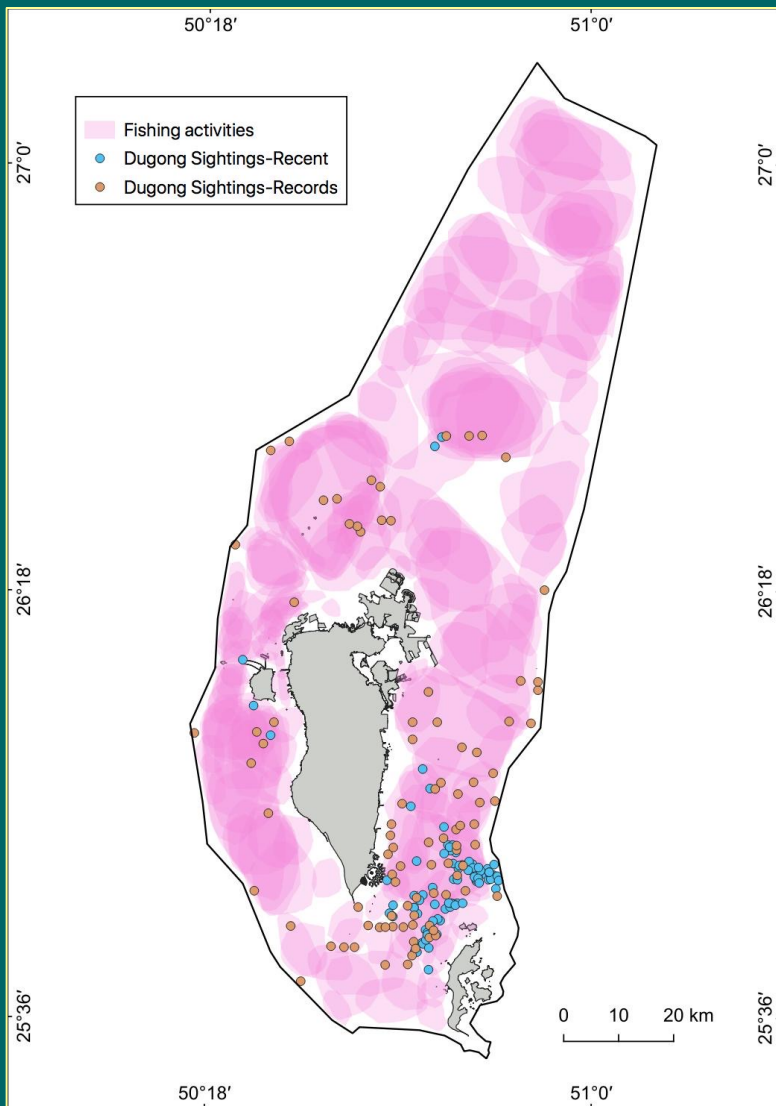 50°18′ 51°0′
Fishing activities
Dugong Sightings-Recent
Dugong Sightings-Records
27°0′ 27°0′
26°18′ 26°18′
25°36′ 25°36′
0 10 20 km
50°18′ 51°0′